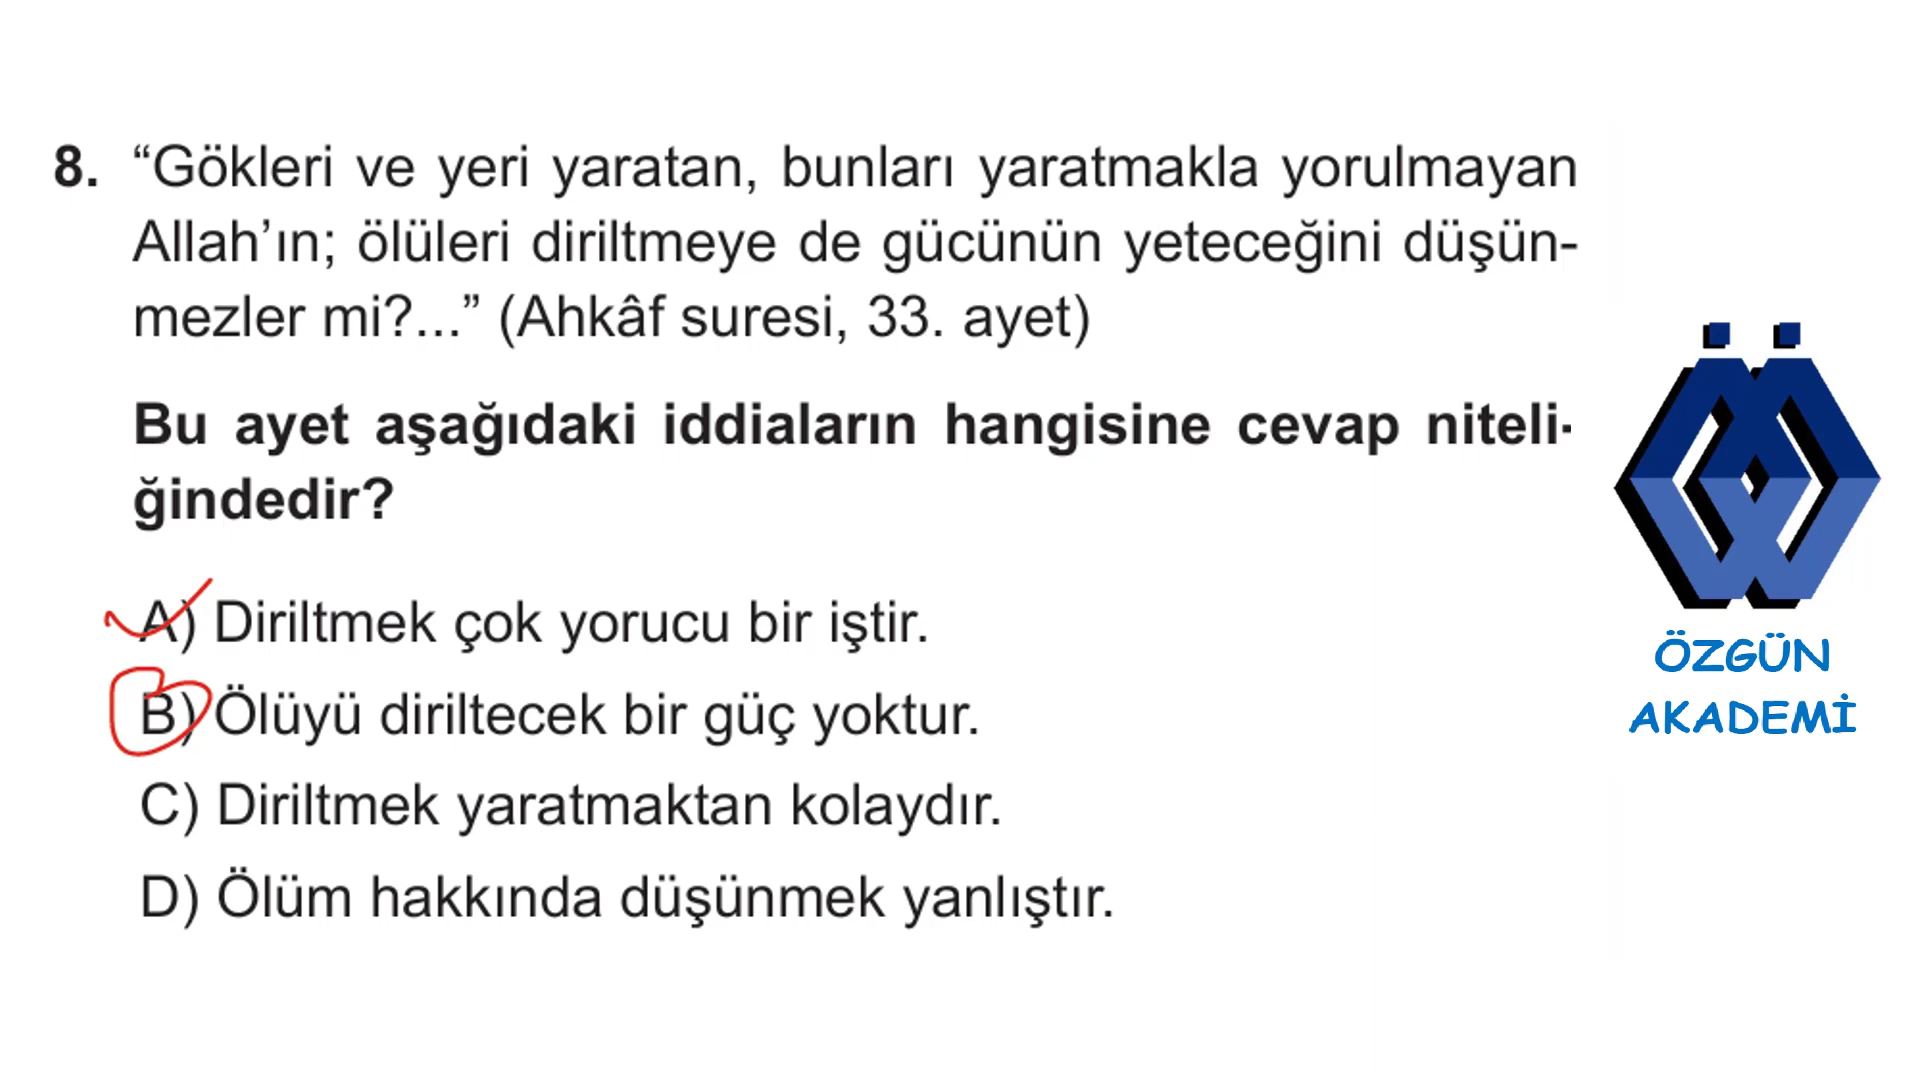 8. “Gökleri ve yeri yaratan, bunları yaratmakla yorulmayan
Allah’ın; ölüleri diriltmeye de gücünün yeteceğini düşün-
mezler mi?...” (Ahkâf suresi, 33. ayet)
Bu ayet aşağıdaki iddiaların hangisine cevap niteli-
ğindedir?
A) Diriltmek çok yorucu bir iştir.
B) Ölüyü diriltecek bir güç yoktur.
C) Diriltmek yaratmaktan kolaydır.
D) Ölüm hakkında düşünmek yanlıştır.
ÖZGÜN
AKADEMİ